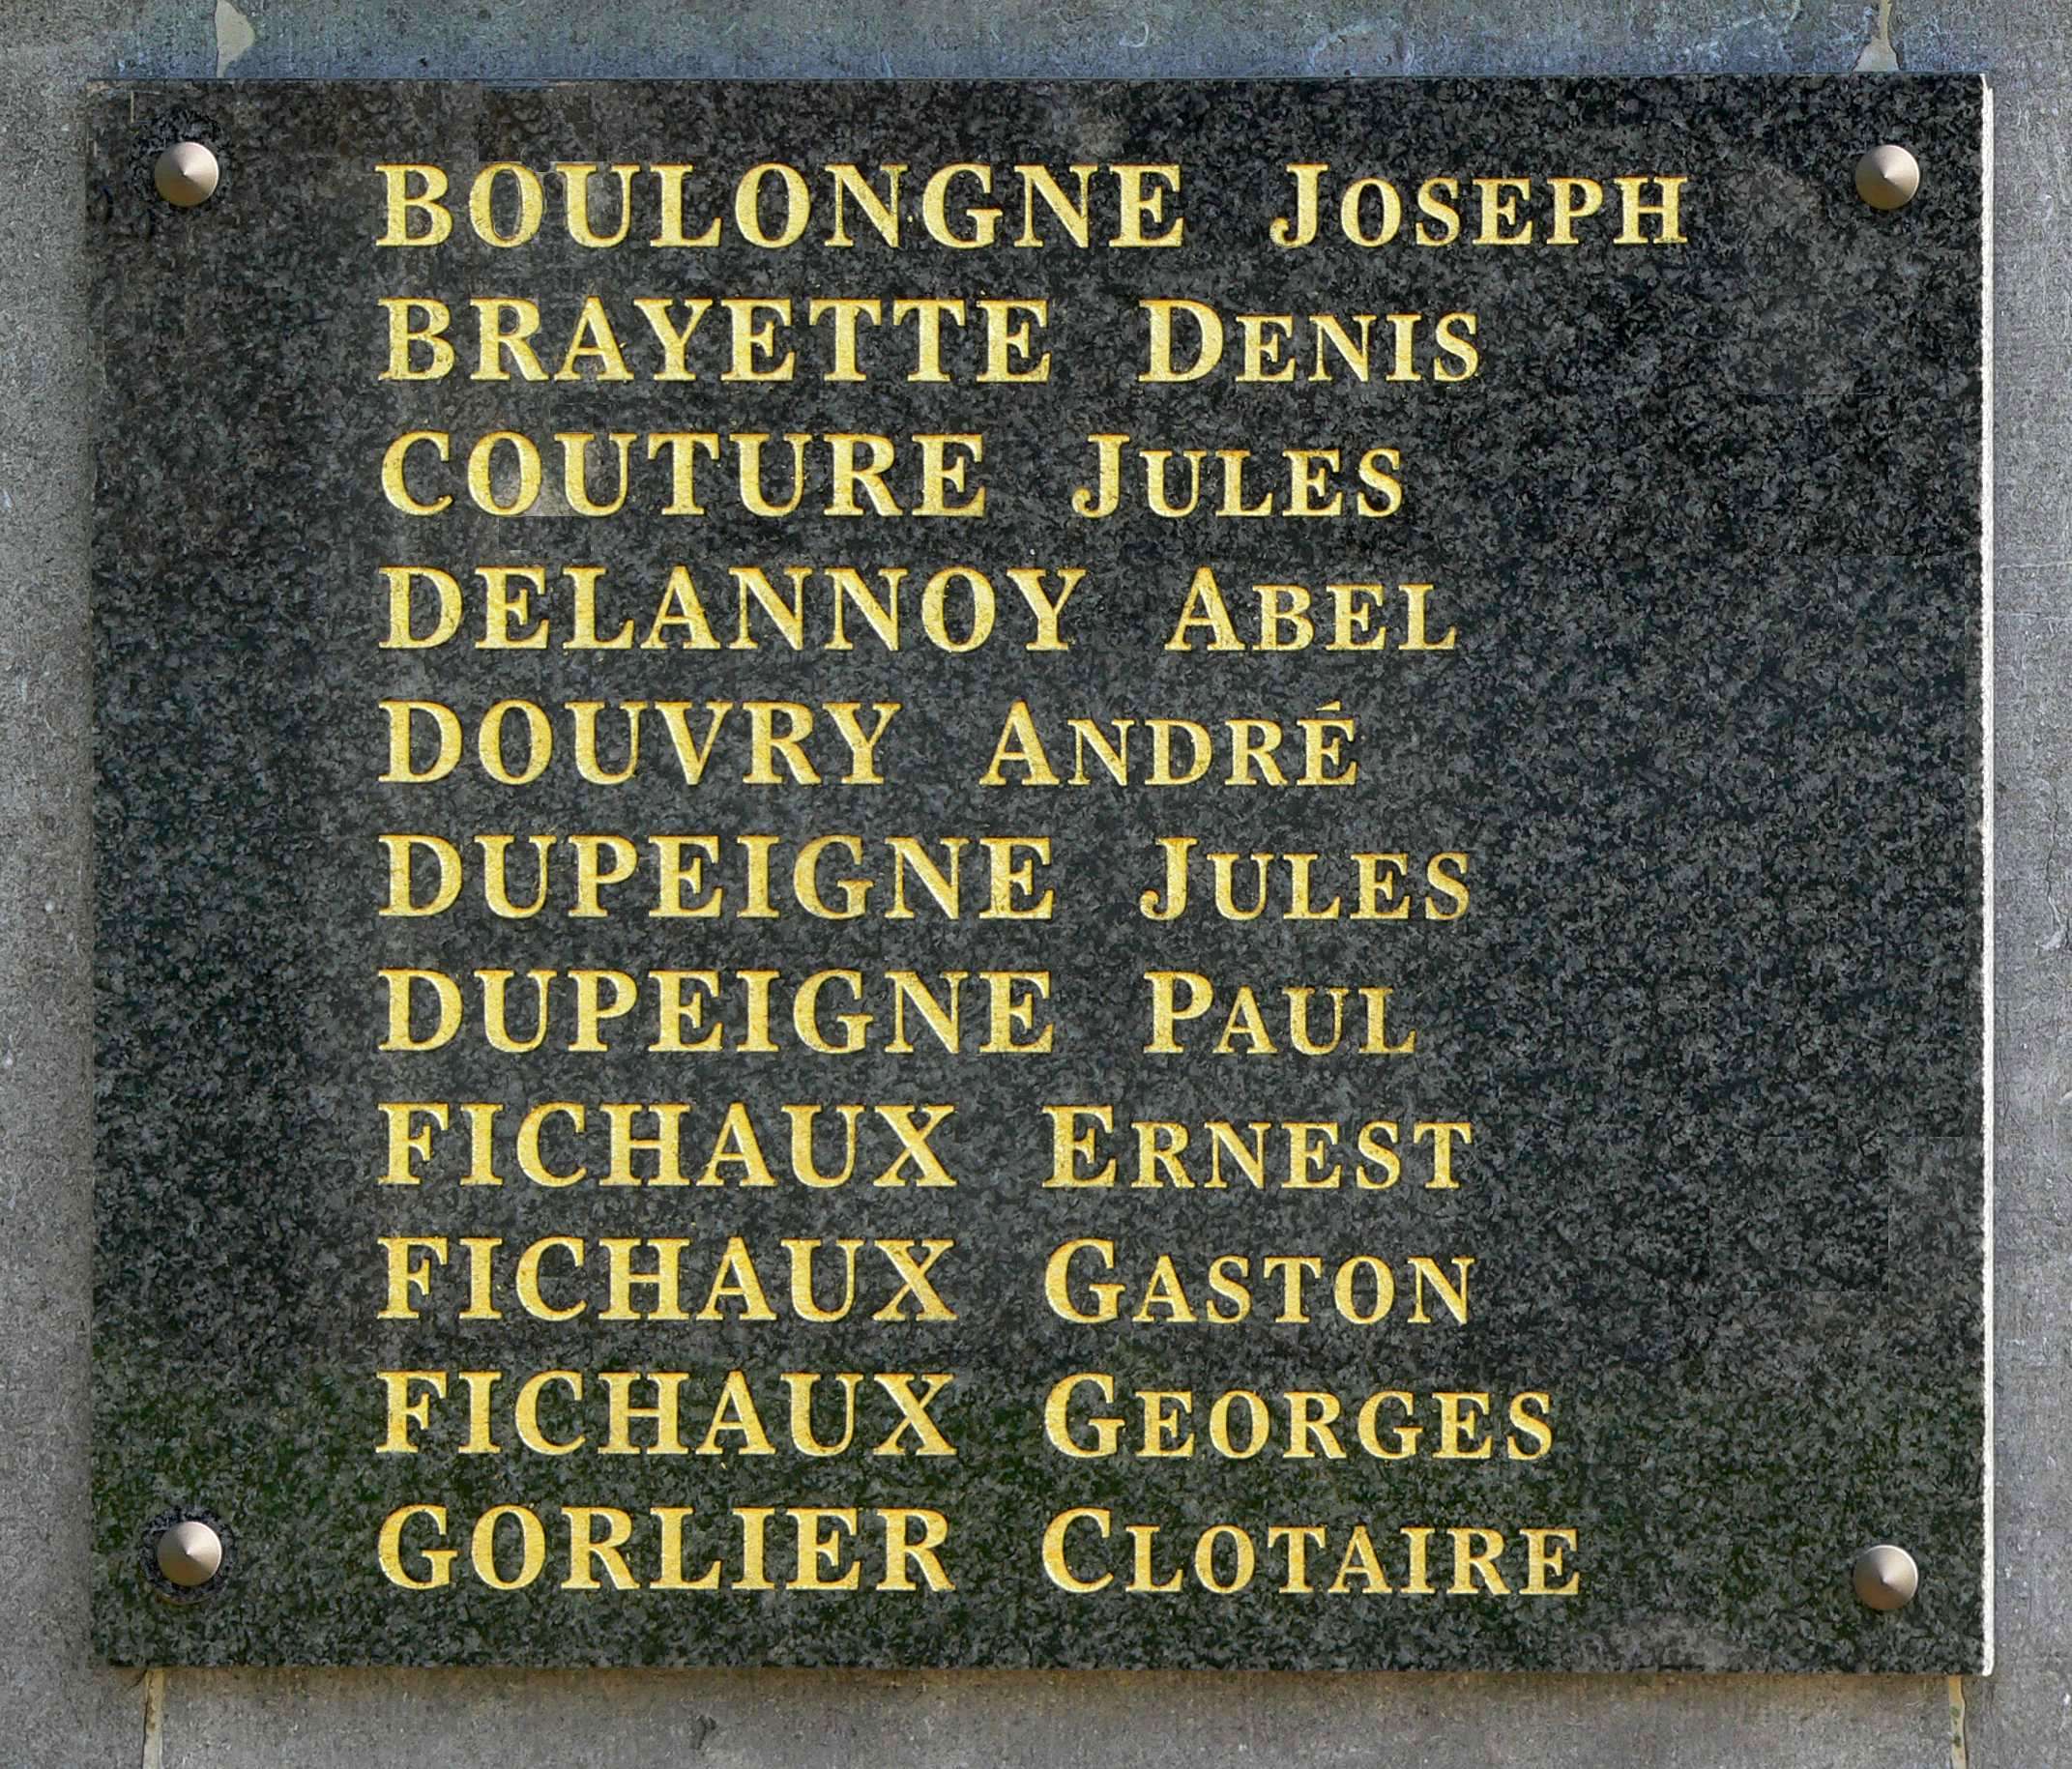 BOULONGNE JOSEPH
BRAYETTE DENIS
COUTURE JULES
DELANNOY ABEL
DOUVRY ANDRÉ
DUPEIGNE JULES
DUPEIGNE PAUL
FICHAUX ERNEST
FICHAUX GASTON
FICHAUX GEORGES
GORLIER CLOTAIRE